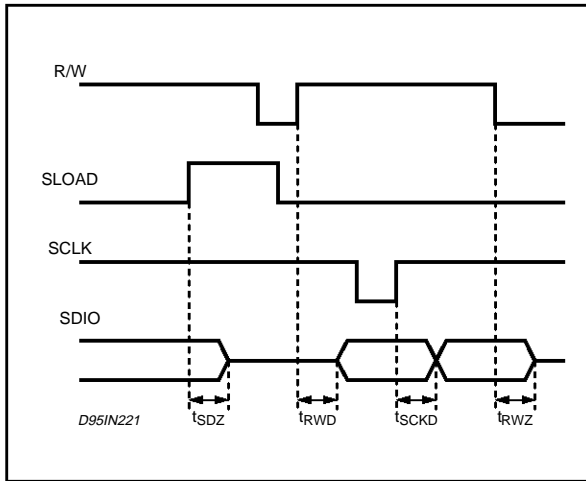 R/W
SLOAD
SCLK
SDIO
D95IN221 tSDZ tRWD tSCKD tRWZ